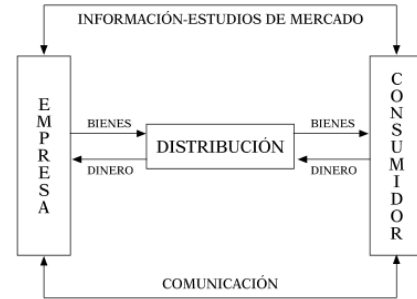 INFORMACIÓN-ESTUDIOS DE MERCADO
EMPRESA
BIENES
DINERO
DISTRIBUCIÓN
BIENES
DINERO
CONSUMIDOR
COMUNICACIÓN